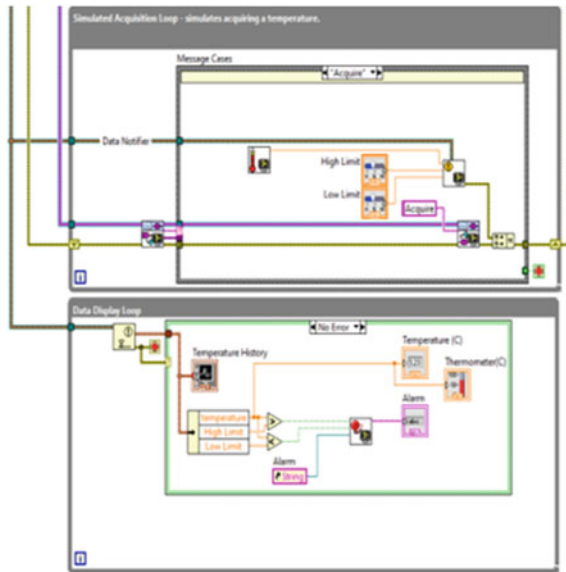 Simulated Acquisition Loop - simulates acquiring a temperature.
Message Cases
"Acquire"
Data Notifier
High Limit
Low Limit
Acquire
i
Data Display Loop
No Error
Temperature History
Temperature (C)
Thermometer(C)
Temperature
High Limit
Low Limit
Alarm
Alarm
String
i